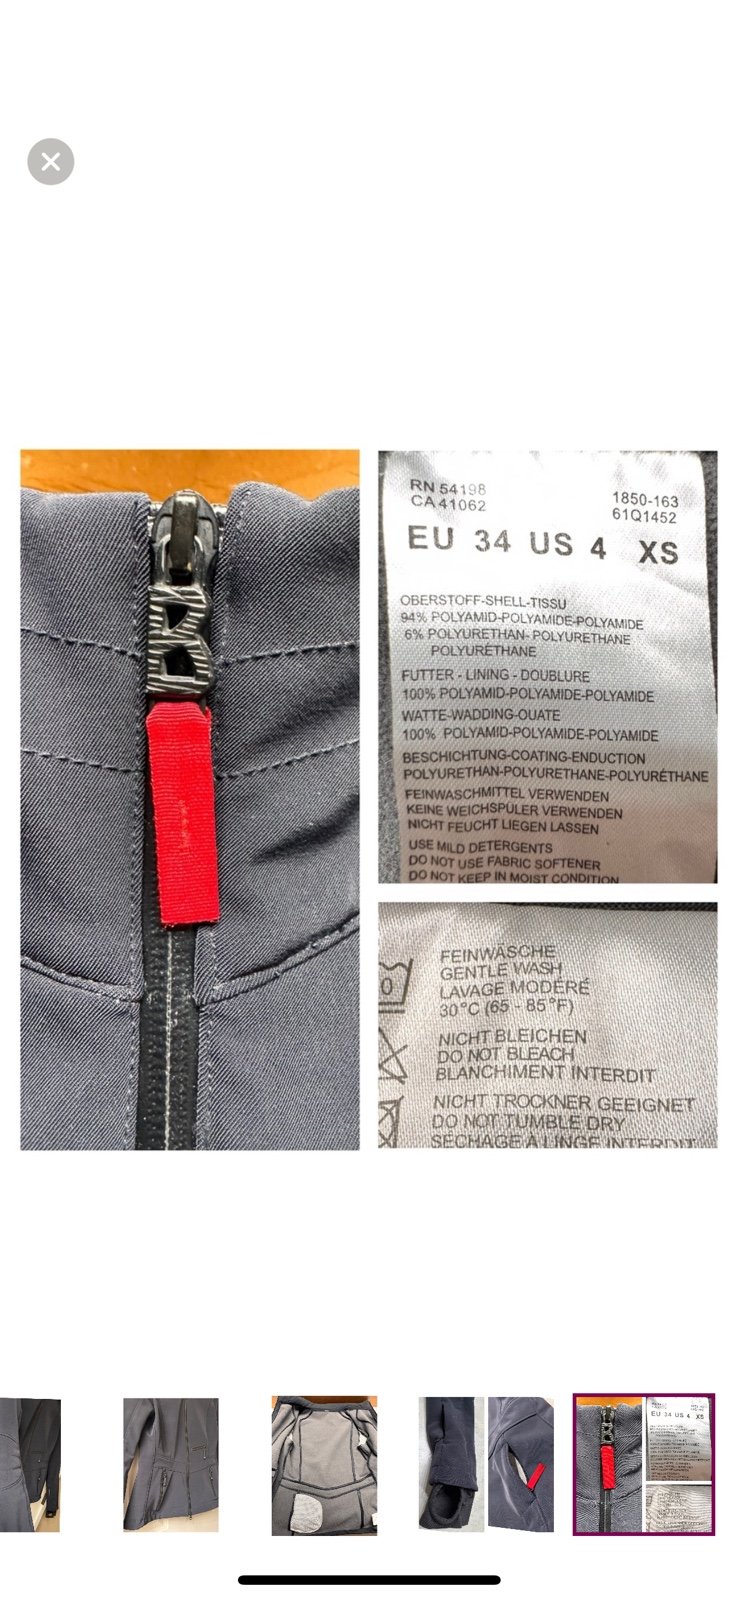 B
RN 54198
CA 41062
1850-163
61Q1452
EU 34 US 4 XS
OBERSTOFF-SHELL-TISSU
94% POLYAMID-POLYAMIDE-POLYAMIDE
6% POLYURETHAN- POLYURETHANE
POLYURÉTHANE
FUTTER - LINING - DOUBLURE
100% POLYAMID-POLYAMIDE-POLYAMIDE
WATTE-WADDING-OUATE
100% POLYAMID-POLYAMIDE-POLYAMIDE
BESCHICHTUNG-COATING-ENDUCTION
POLYURETHAN-POLYURETHANE-POLYURÉTHANE
FEINWASCHMITTEL VERWENDEN
KEINE WEICHSPÜLER VERWENDEN
NICHT FEUCHT LIEGEN LASSEN
USE MILD DETERGENTS
DO NOT USE FABRIC SOFTENER
DO NOT KEEP IN MOIST CONDITION
FEINWÄSCHE
GENTLE WASH
LAVAGE MODÉRÉ
30°C (65 - 85°F)
NICHT BLEICHEN
DO NOT BLEACH
BLANCHIMENT INTERDIT
NICHT TROCKNER GEEIGNET
DO NOT TUMBLE DRY
SÉCHAGE A LINGE INTERDIT
EU 34 US 4 XS